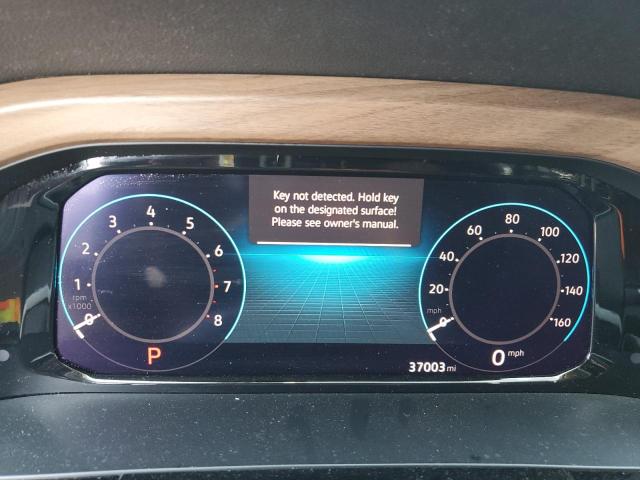 Key not detected. Hold key
on the designated surface!
Please see owner's manual.
0
1
2
3
4
5
6
7
8
rpm
x1000
P
0
20
40
60
80
100
120
140
160
mph
0 mph
37003 mi